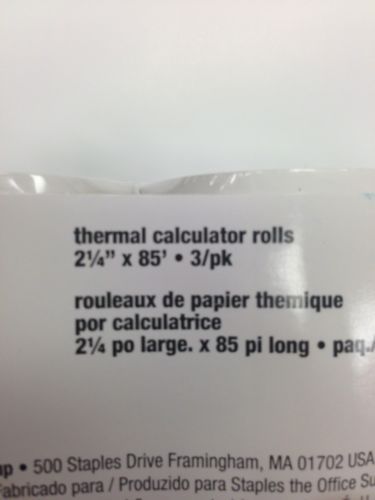 thermal calculator rolls
2¼" x 85' • 3/pk
rouleaux de papier themique
por calculatrice
2¼ po large. x 85 pi long • paq./
• 500 Staples Drive Framingham, MA 01702 USA
Fabricado para / Produzido para Staples the Office Su